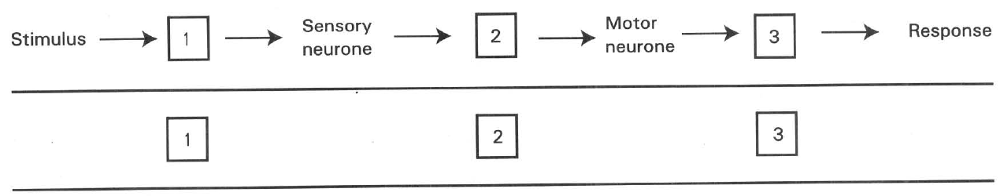 Stimulus 1 Sensory neurone 2 Motor neurone 3 Response
1 2 3